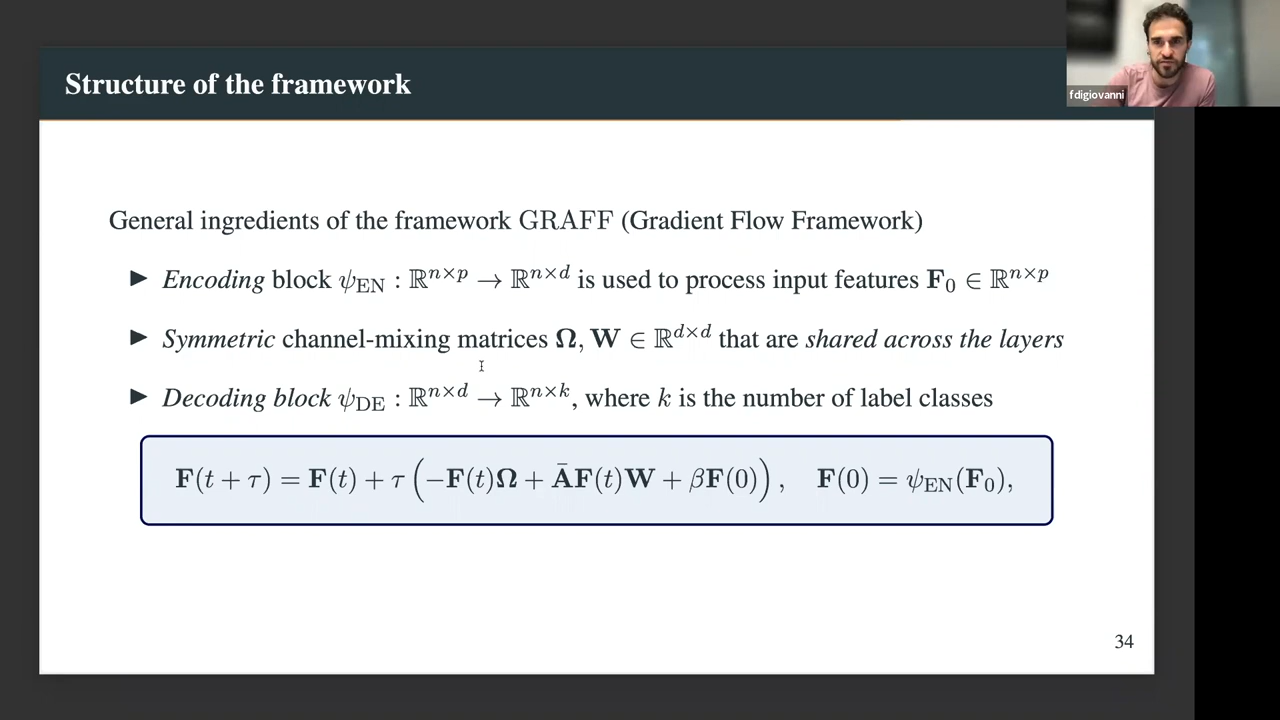 Structure of the framework
fdigiovanni
General ingredients of the framework GRAFF (Gradient Flow Framework)
► Encoding block ψ_EN : ℝ^{n×p} → ℝ^{n×d} is used to process input features F_0 ∈ ℝ^{n×p}
► Symmetric channel-mixing matrices Ω, W ∈ ℝ^{d×d} that are shared across the layers
► Decoding block ψ_DE : ℝ^{n×d} → ℝ^{n×k}, where k is the number of label classes
F(t + τ) = F(t) + τ (−F(t)Ω + ĀF(t)W + βF(0)) , F(0) = ψ_EN(F_0),
34